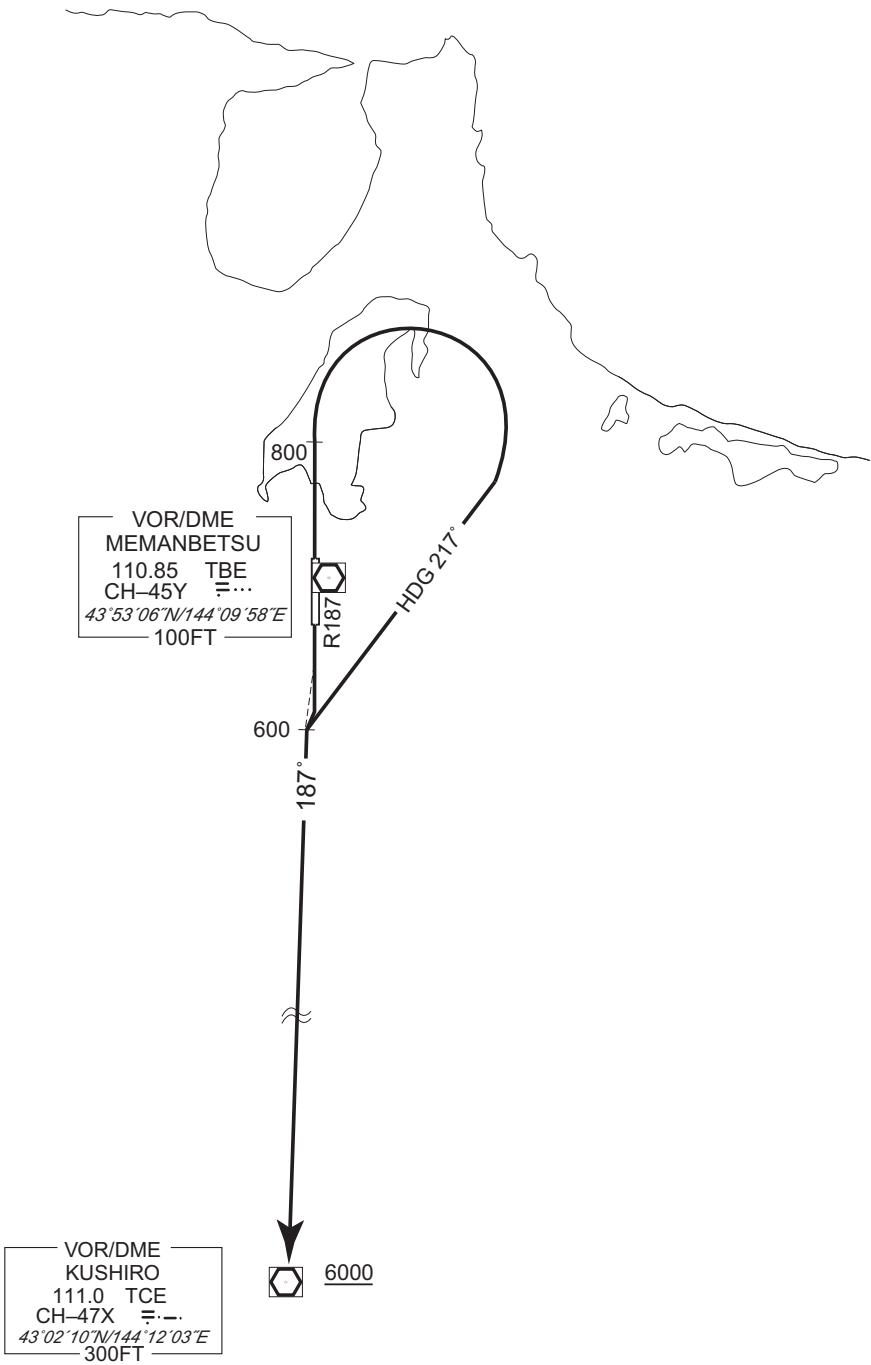 800
VOR/DME
MEMANBETSU
110.85 TBE
CH–45Y
43°53´06˝N/144°09´58˝E
100FT
R187
HDG 217°
600
187°
VOR/DME
KUSHIRO
111.0 TCE
CH–47X
43°02´10˝N/144°12´03˝E
300FT
6000